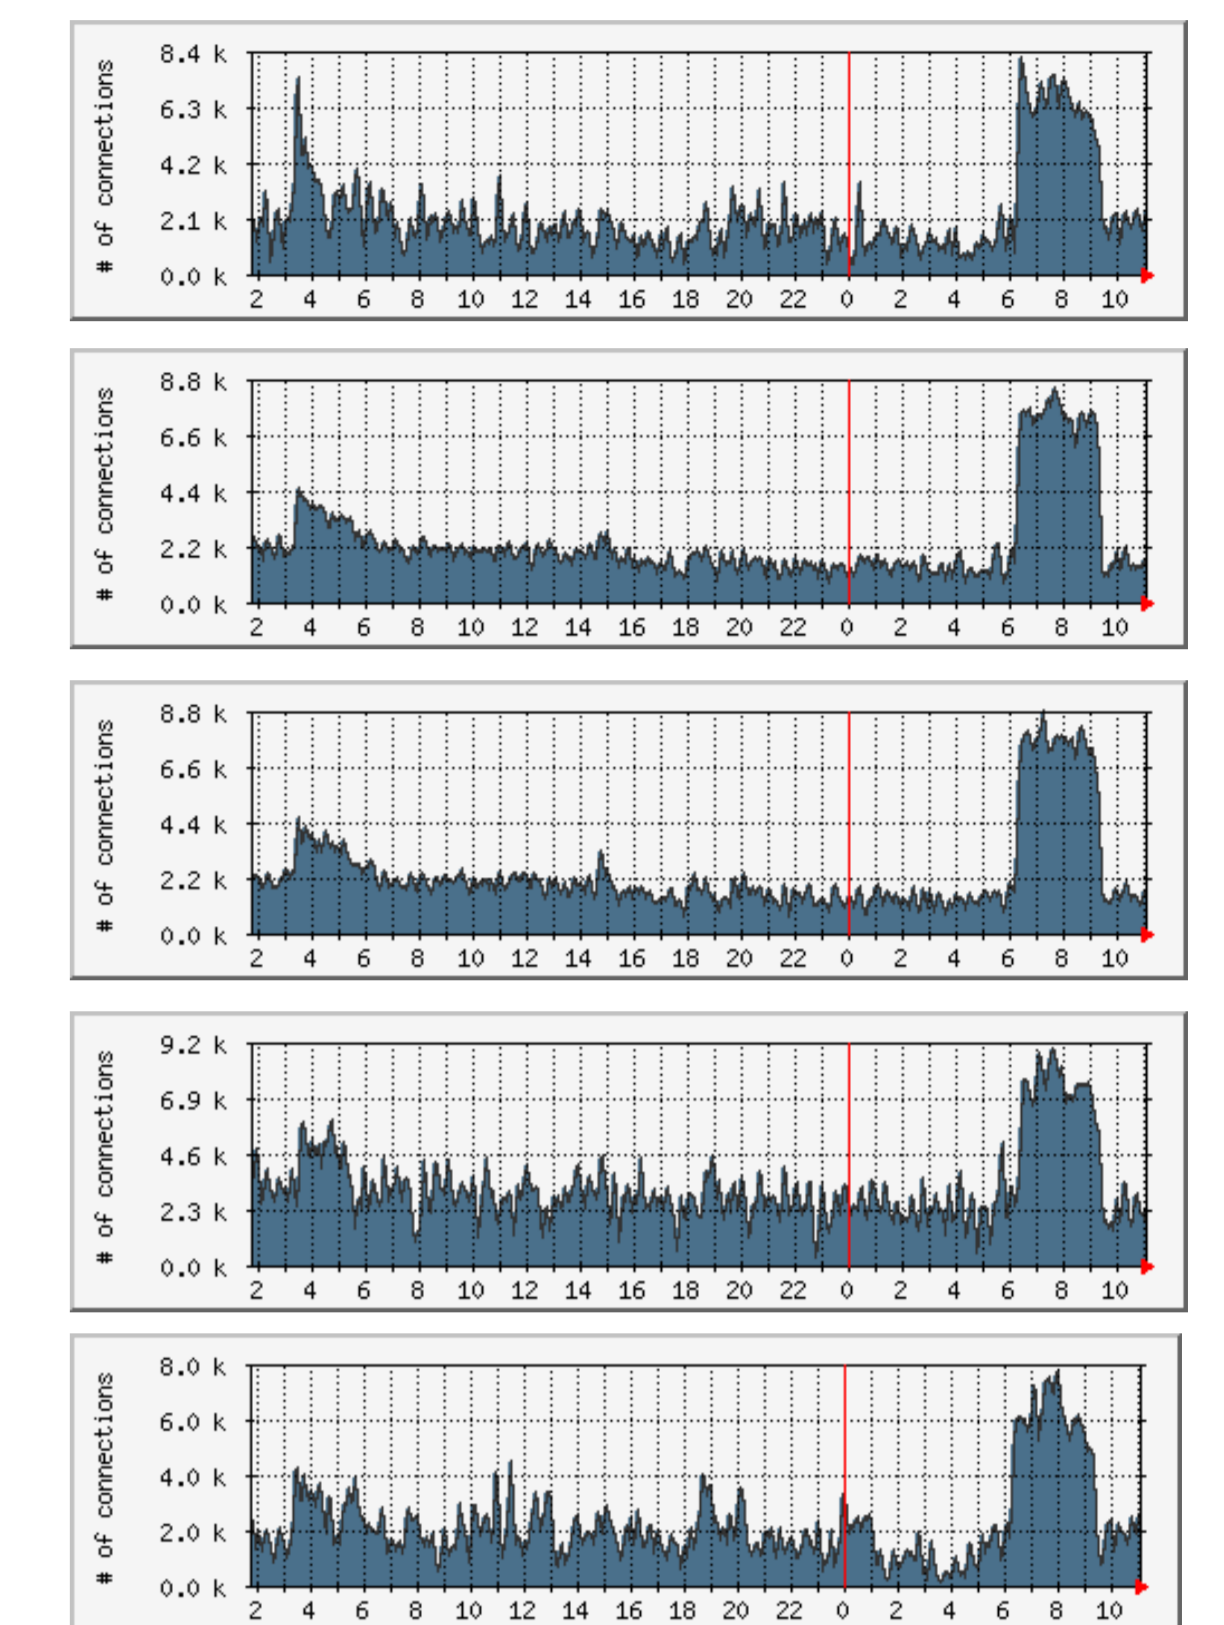 # of connections
8.4 k
6.3 k
4.2 k
2.1 k
0.0 k
2 4 6 8 10 12 14 16 18 20 22 0 2 4 6 8 10
# of connections
8.8 k
6.6 k
4.4 k
2.2 k
0.0 k
2 4 6 8 10 12 14 16 18 20 22 0 2 4 6 8 10
# of connections
8.8 k
6.6 k
4.4 k
2.2 k
0.0 k
2 4 6 8 10 12 14 16 18 20 22 0 2 4 6 8 10
# of connections
9.2 k
6.9 k
4.6 k
2.3 k
0.0 k
2 4 6 8 10 12 14 16 18 20 22 0 2 4 6 8 10
# of connections
8.0 k
6.0 k
4.0 k
2.0 k
0.0 k
2 4 6 8 10 12 14 16 18 20 22 0 2 4 6 8 10